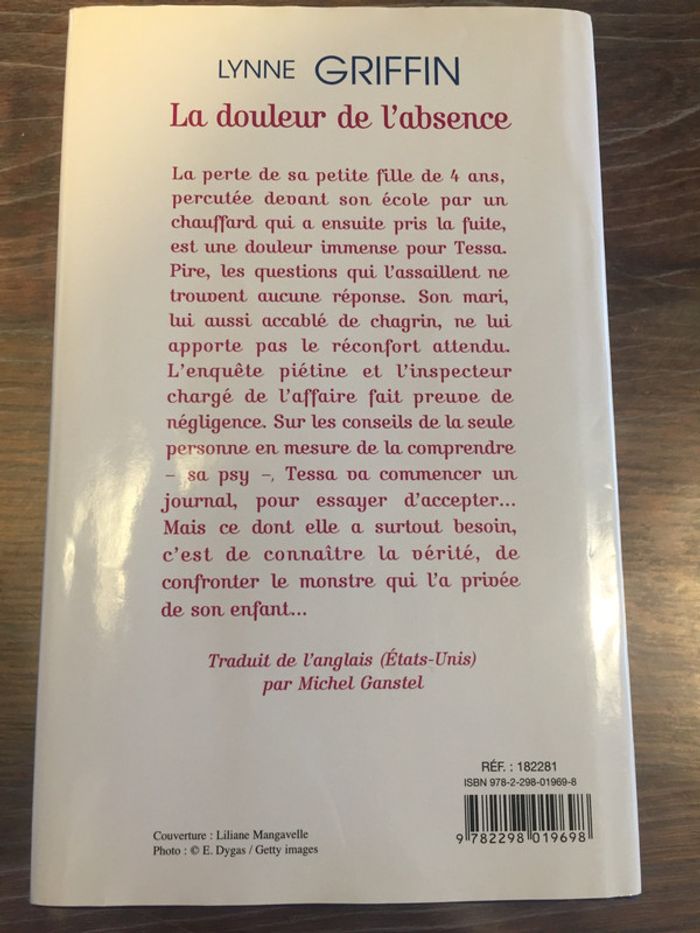 LYNNE GRIFFIN
La douleur de l'absence
La perte de sa petite fille de 4 ans,
percutée devant son école par un
chauffard qui a ensuite pris la fuite,
est une douleur immense pour Tessa.
Pire, les questions qui l'assaillent ne
trouvent aucune réponse. Son mari,
lui aussi accablé de chagrin, ne lui
apporte pas le réconfort attendu.
L'enquête piétine et l'inspecteur
chargé de l'affaire fait preuve de
négligence. Sur les conseils de la seule
personne en mesure de la comprendre
– sa psy –, Tessa va commencer un
journal, pour essayer d'accepter...
Mais ce dont elle a surtout besoin,
c'est de connaître la vérité, de
confronter le monstre qui l'a privée
de son enfant...
Traduit de l'anglais (États-Unis)
par Michel Ganstel
RÉF. : 182281
ISBN 978-2-298-01969-8
9 782298 019698
Couverture : Liliane Mangavelle
Photo : © E. Dygas / Getty images